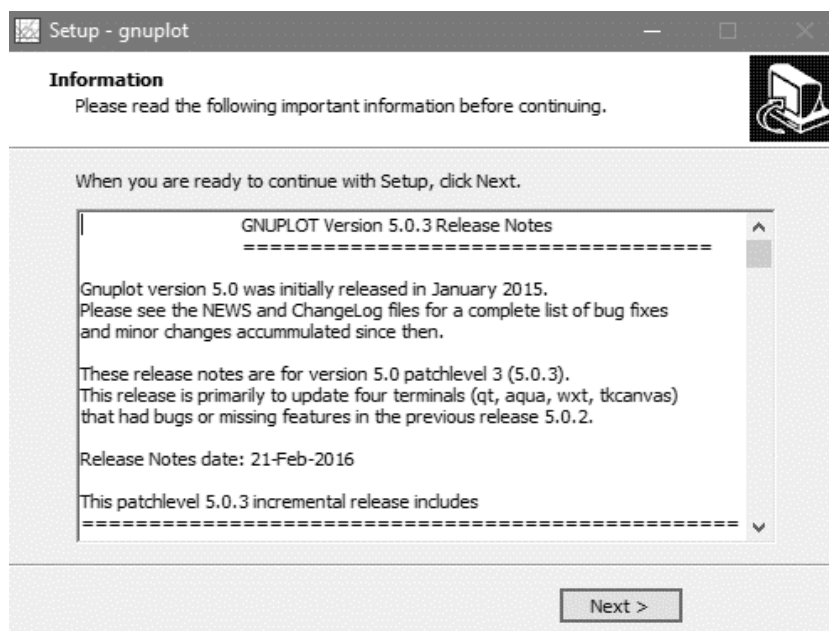 Setup - gnuplot
Information
Please read the following important information before continuing.
When you are ready to continue with Setup, click Next.
GNUPLOT Version 5.0.3 Release Notes
===================================
Gnuplot version 5.0 was initially released in January 2015.
Please see the NEWS and ChangeLog files for a complete list of bug fixes
and minor changes accummulated since then.
These release notes are for version 5.0 patchlevel 3 (5.0.3).
This release is primarily to update four terminals (qt, aqua, wxt, tkcanvas)
that had bugs or missing features in the previous release 5.0.2.
Release Notes date: 21-Feb-2016
This patchlevel 5.0.3 incremental release includes
=================================================
Next >